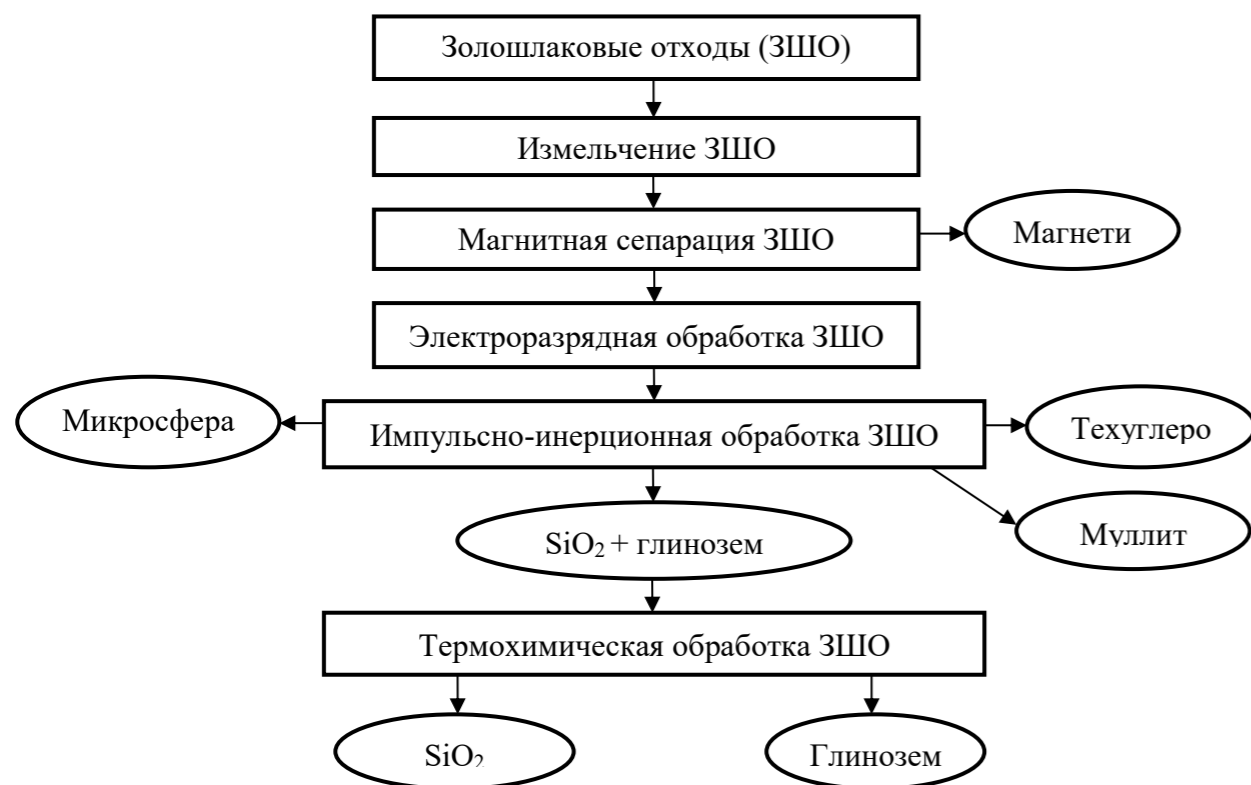 Золошлаковые отходы (ЗШО)
Измельчение ЗШО
Магнитная сепарация ЗШО
Магнети
Электроразрядная обработка ЗШО
Микросфера
Импульсно-инерционная обработка ЗШО
Техуглеро
Муллит
SiO₂ + глинозем
Термохимическая обработка ЗШО
SiO₂
Глинозем